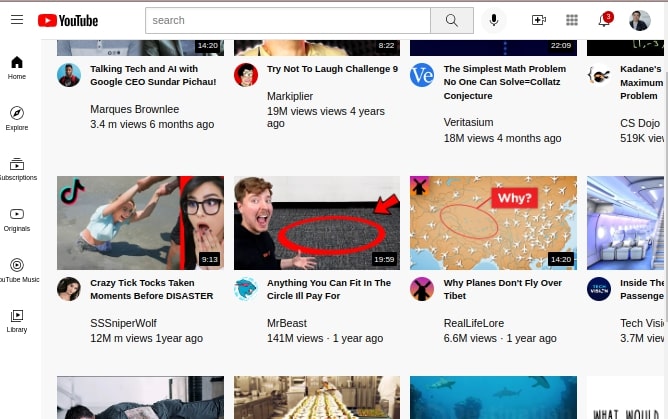 YouTube
search
3
14:20
8:22
22:09
Home
Explore
Subscriptions
Originals
YouTube Music
Library
Talking Tech and AI with
Google CEO Sundar Pichau!
Marques Brownlee
3.4 m views 6 months ago
Try Not To Laugh Challenge 9
Markiplier
19M views views 4 years
ago
Ve
The Simplest Math Problem
No One Can Solve=Collatz
Conjecture
Veritasium
18M views 4 months ago
Kadane's
Maximum
Problem
CS Dojo
519K vie
9:13
19:59
Why?
14:20
Crazy Tick Tocks Taken
Moments Before DISASTER
SSSniperWolf
12M m views 1year ago
Anything You Can Fit In The
Circle Ill Pay For
MrBeast
141M views · 1 year ago
Why Planes Don't Fly Over
Tibet
RealLifeLore
6.6M views · 1 year ago
TECH
VISION
Inside The
Passenge
Tech Visi
3.7M vie
WHAT WOULD